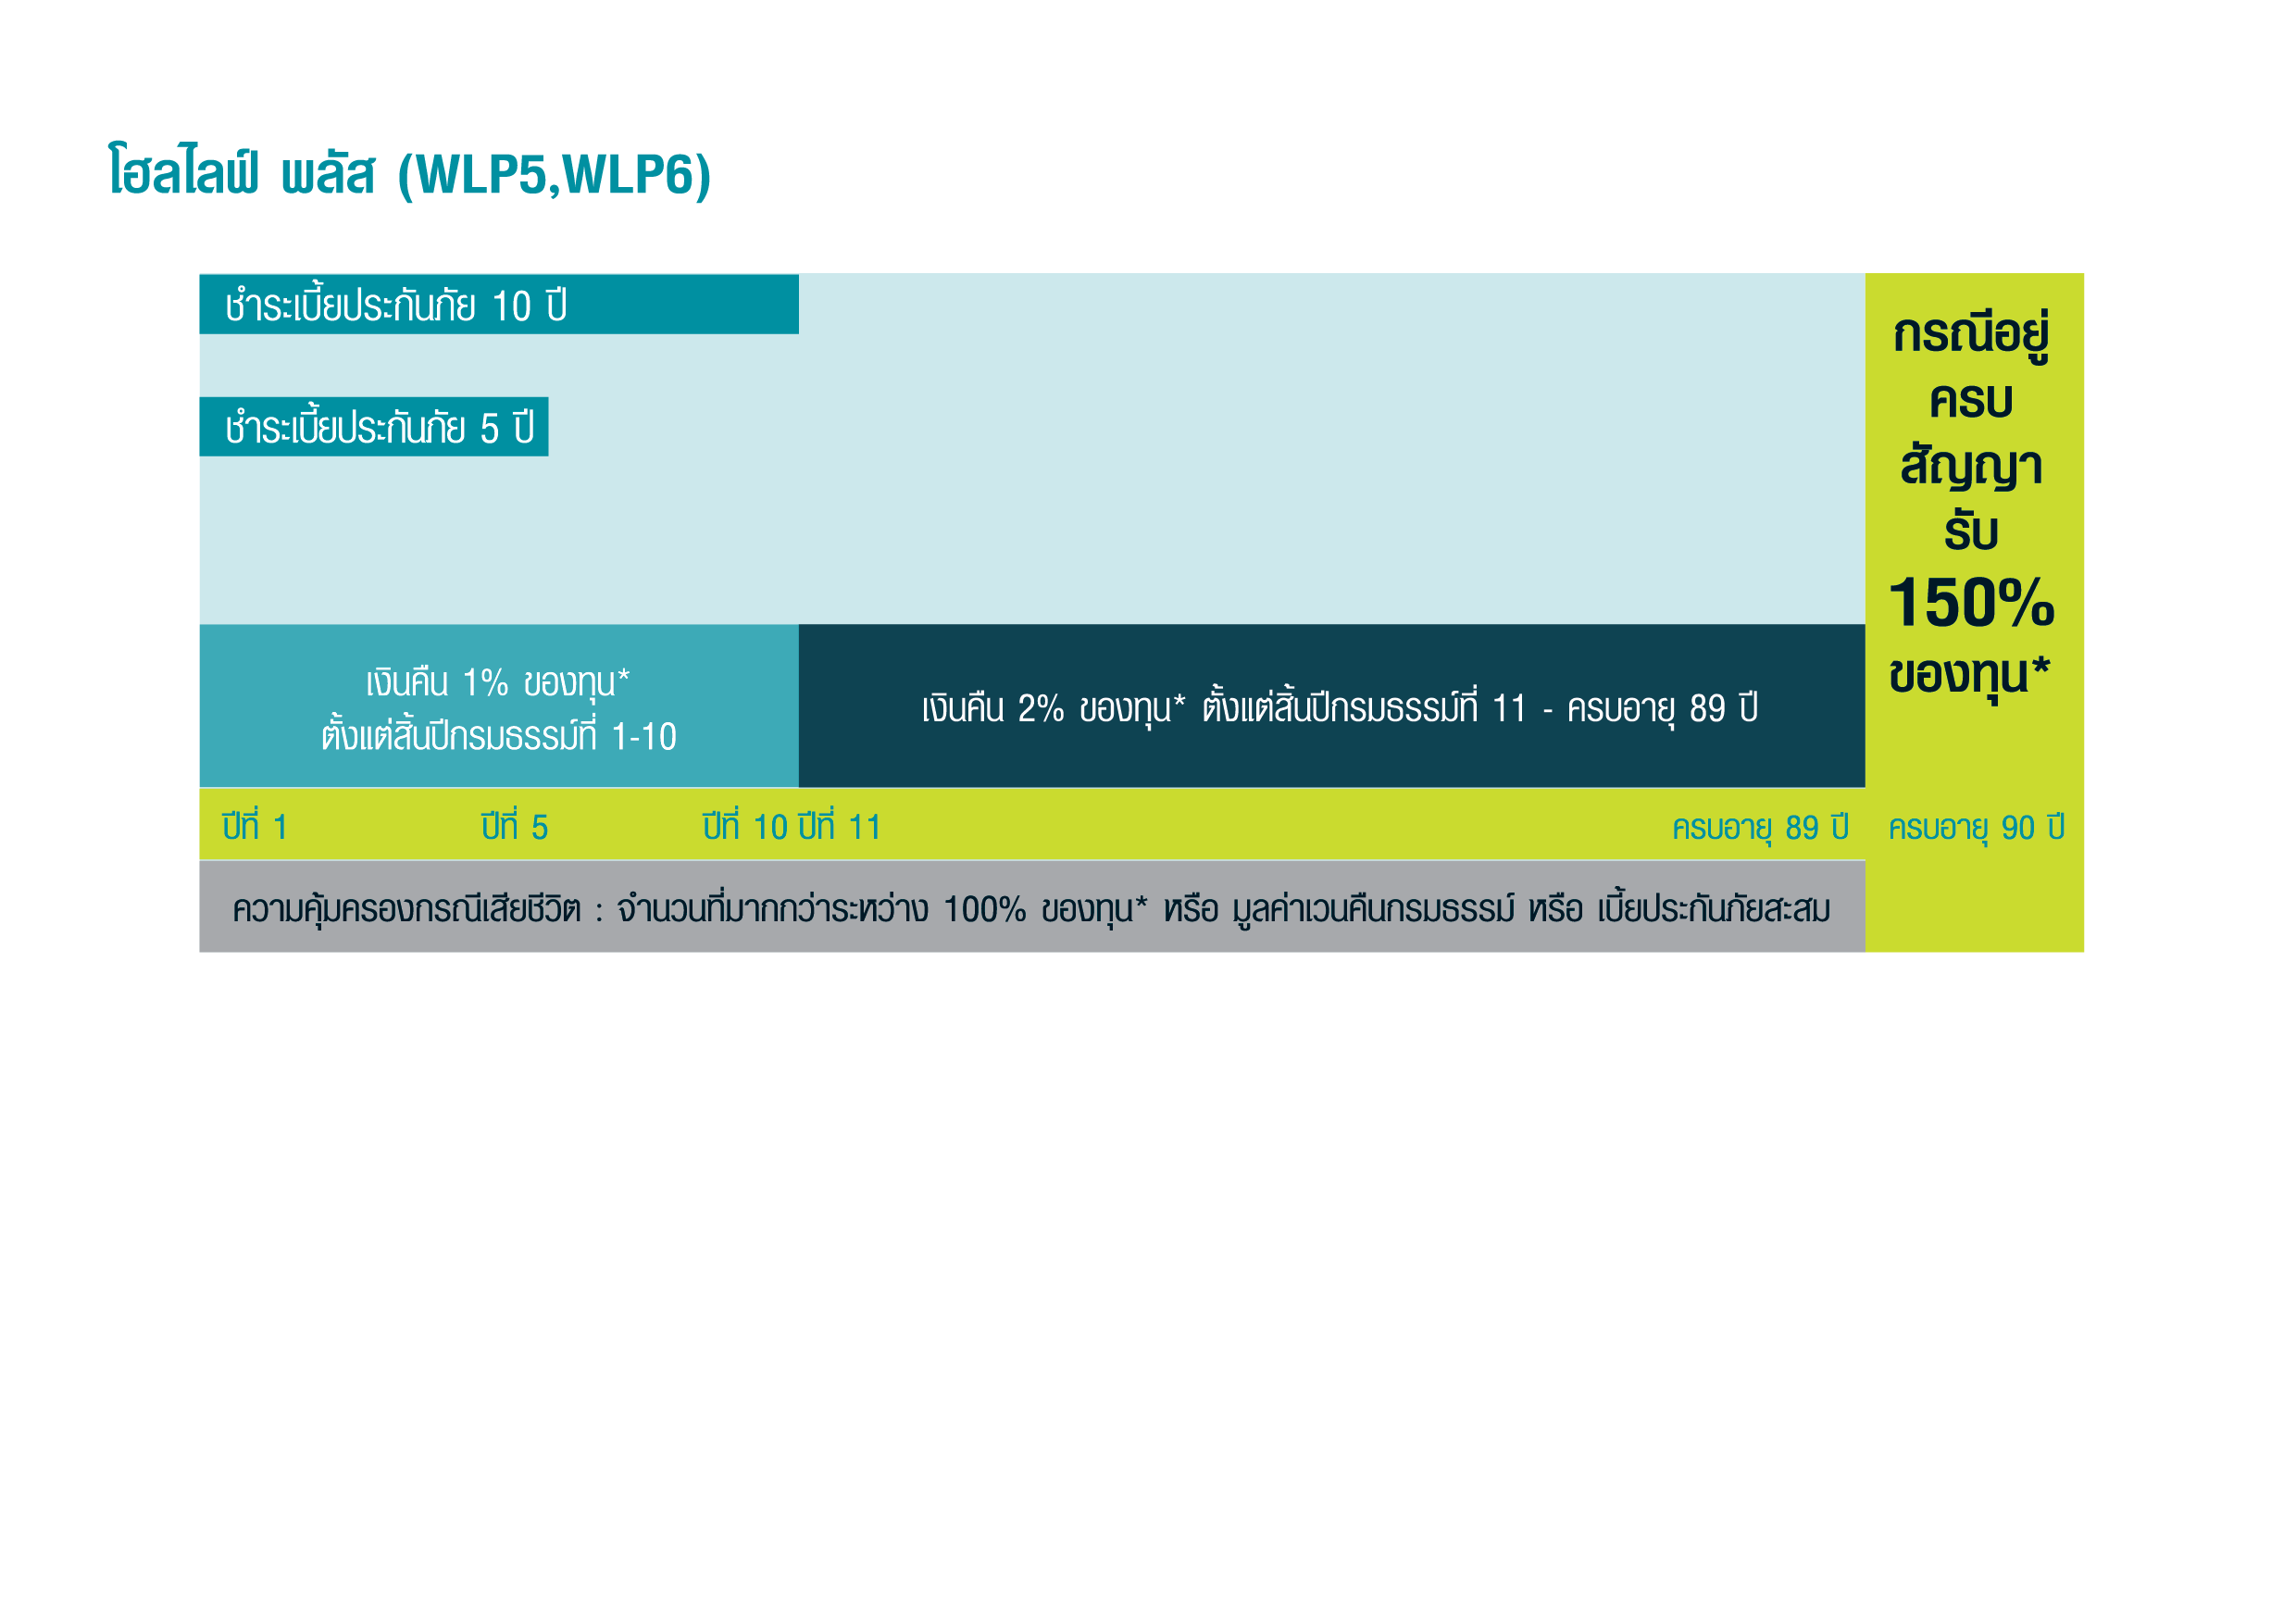 โฮลไลฟ์ พลัส (WLP5,WLP6)
ชำระเบี้ยประกันภัย 10 ปี
ชำระเบี้ยประกันภัย 5 ปี
กรณีอยู่
ครบ
สัญญา
รับ
150%
ของทุน*
เงินคืน 1% ของทุน*
ตั้งแต่สิ้นปีกรมธรรม์ที่ 1-10
เงินคืน 2% ของทุน* ตั้งแต่สิ้นปีกรมธรรม์ที่ 11 - ครบอายุ 89 ปี
ปีที่ 1 ปีที่ 5 ปีที่ 10 ปีที่ 11 ครบอายุ 89 ปี ครบอายุ 90 ปี
ความคุ้มครองกรณีเสียชีวิต : จำนวนที่มากกว่าระหว่าง 100% ของทุน* หรือ มูลค่าเวนคืนกรมธรรม์ หรือ เบี้ยประกันภัยสะสม